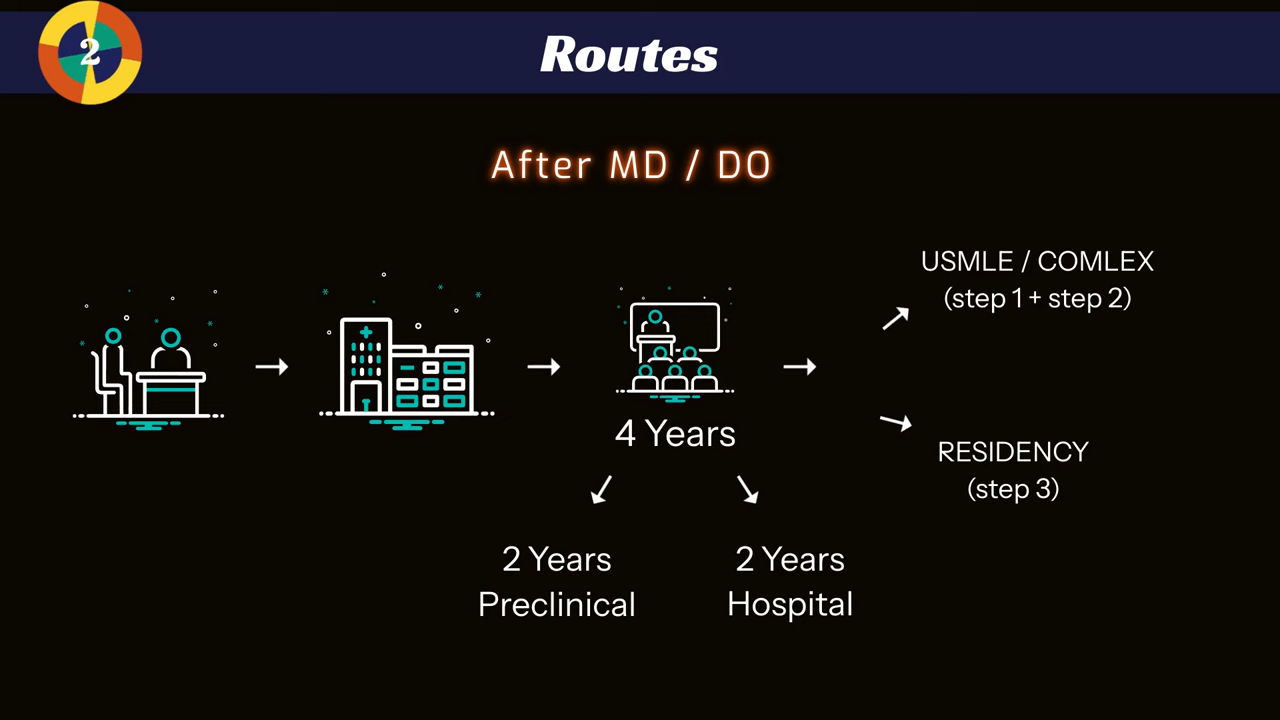 2
Routes
After MD / DO
USMLE / COMLEX
(step 1 + step 2)
4 Years
RESIDENCY
(step 3)
2 Years
Preclinical
2 Years
Hospital